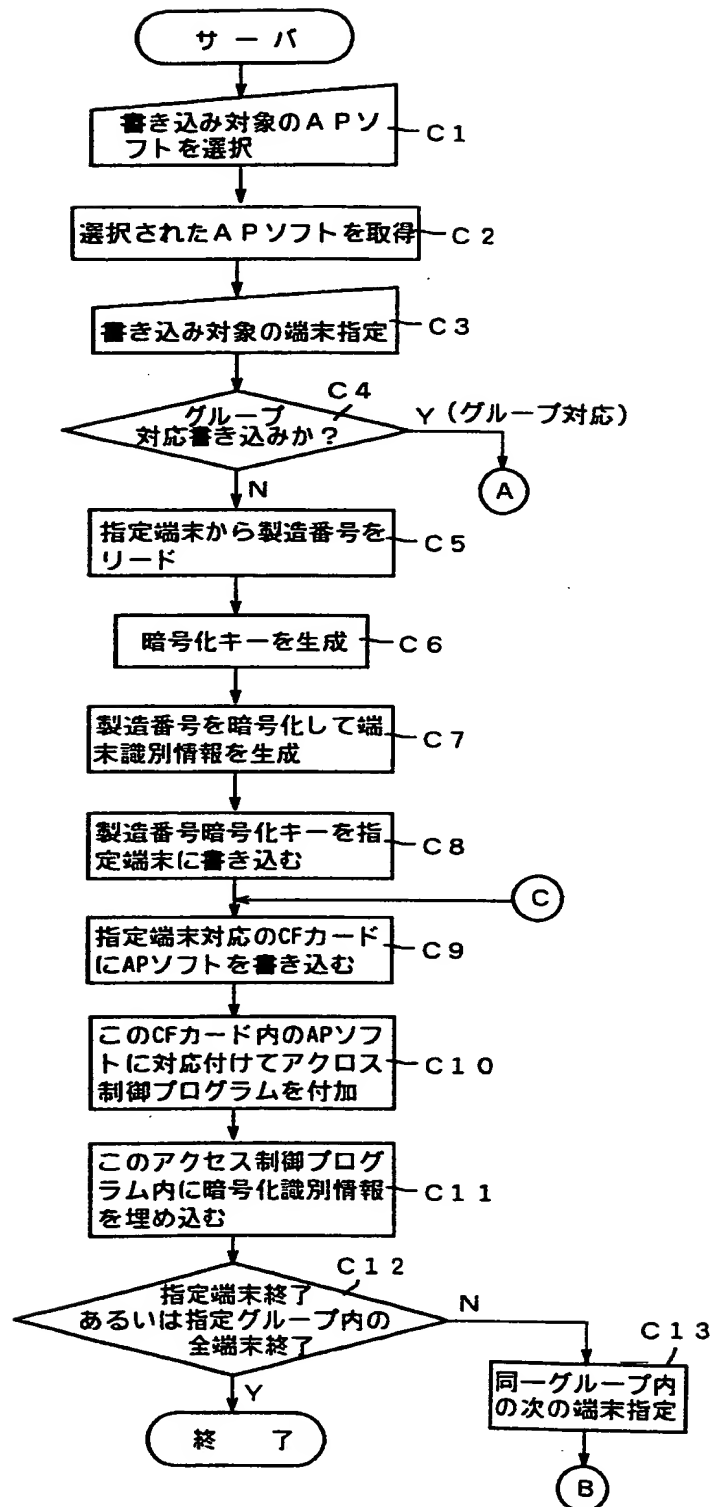 サーバ
書き込み対象のAPソ
フトを選択
C1
選択されたAPソフトを取得
C2
書き込み対象の端末指定
C3
C4
グループ
対応書き込みか?
Y(グループ対応)
A
N
指定端末から製造番号を
リード
C5
暗号化キーを生成
C6
製造番号を暗号化して端
末識別情報を生成
C7
製造番号暗号化キーを指
定端末に書き込む
C8
C
指定端末対応のCFカード
にAPソフトを書き込む
C9
このCFカード内のAPソフ
トに対応付けてアクロス
制御プログラムを付加
C10
このアクセス制御プログ
ラム内に暗号化識別情報
を埋め込む
C11
C12
指定端末終了
あるいは指定グループ内の
全端末終了
N
C13
同一グループ内
の次の端末指定
Y
終了
B